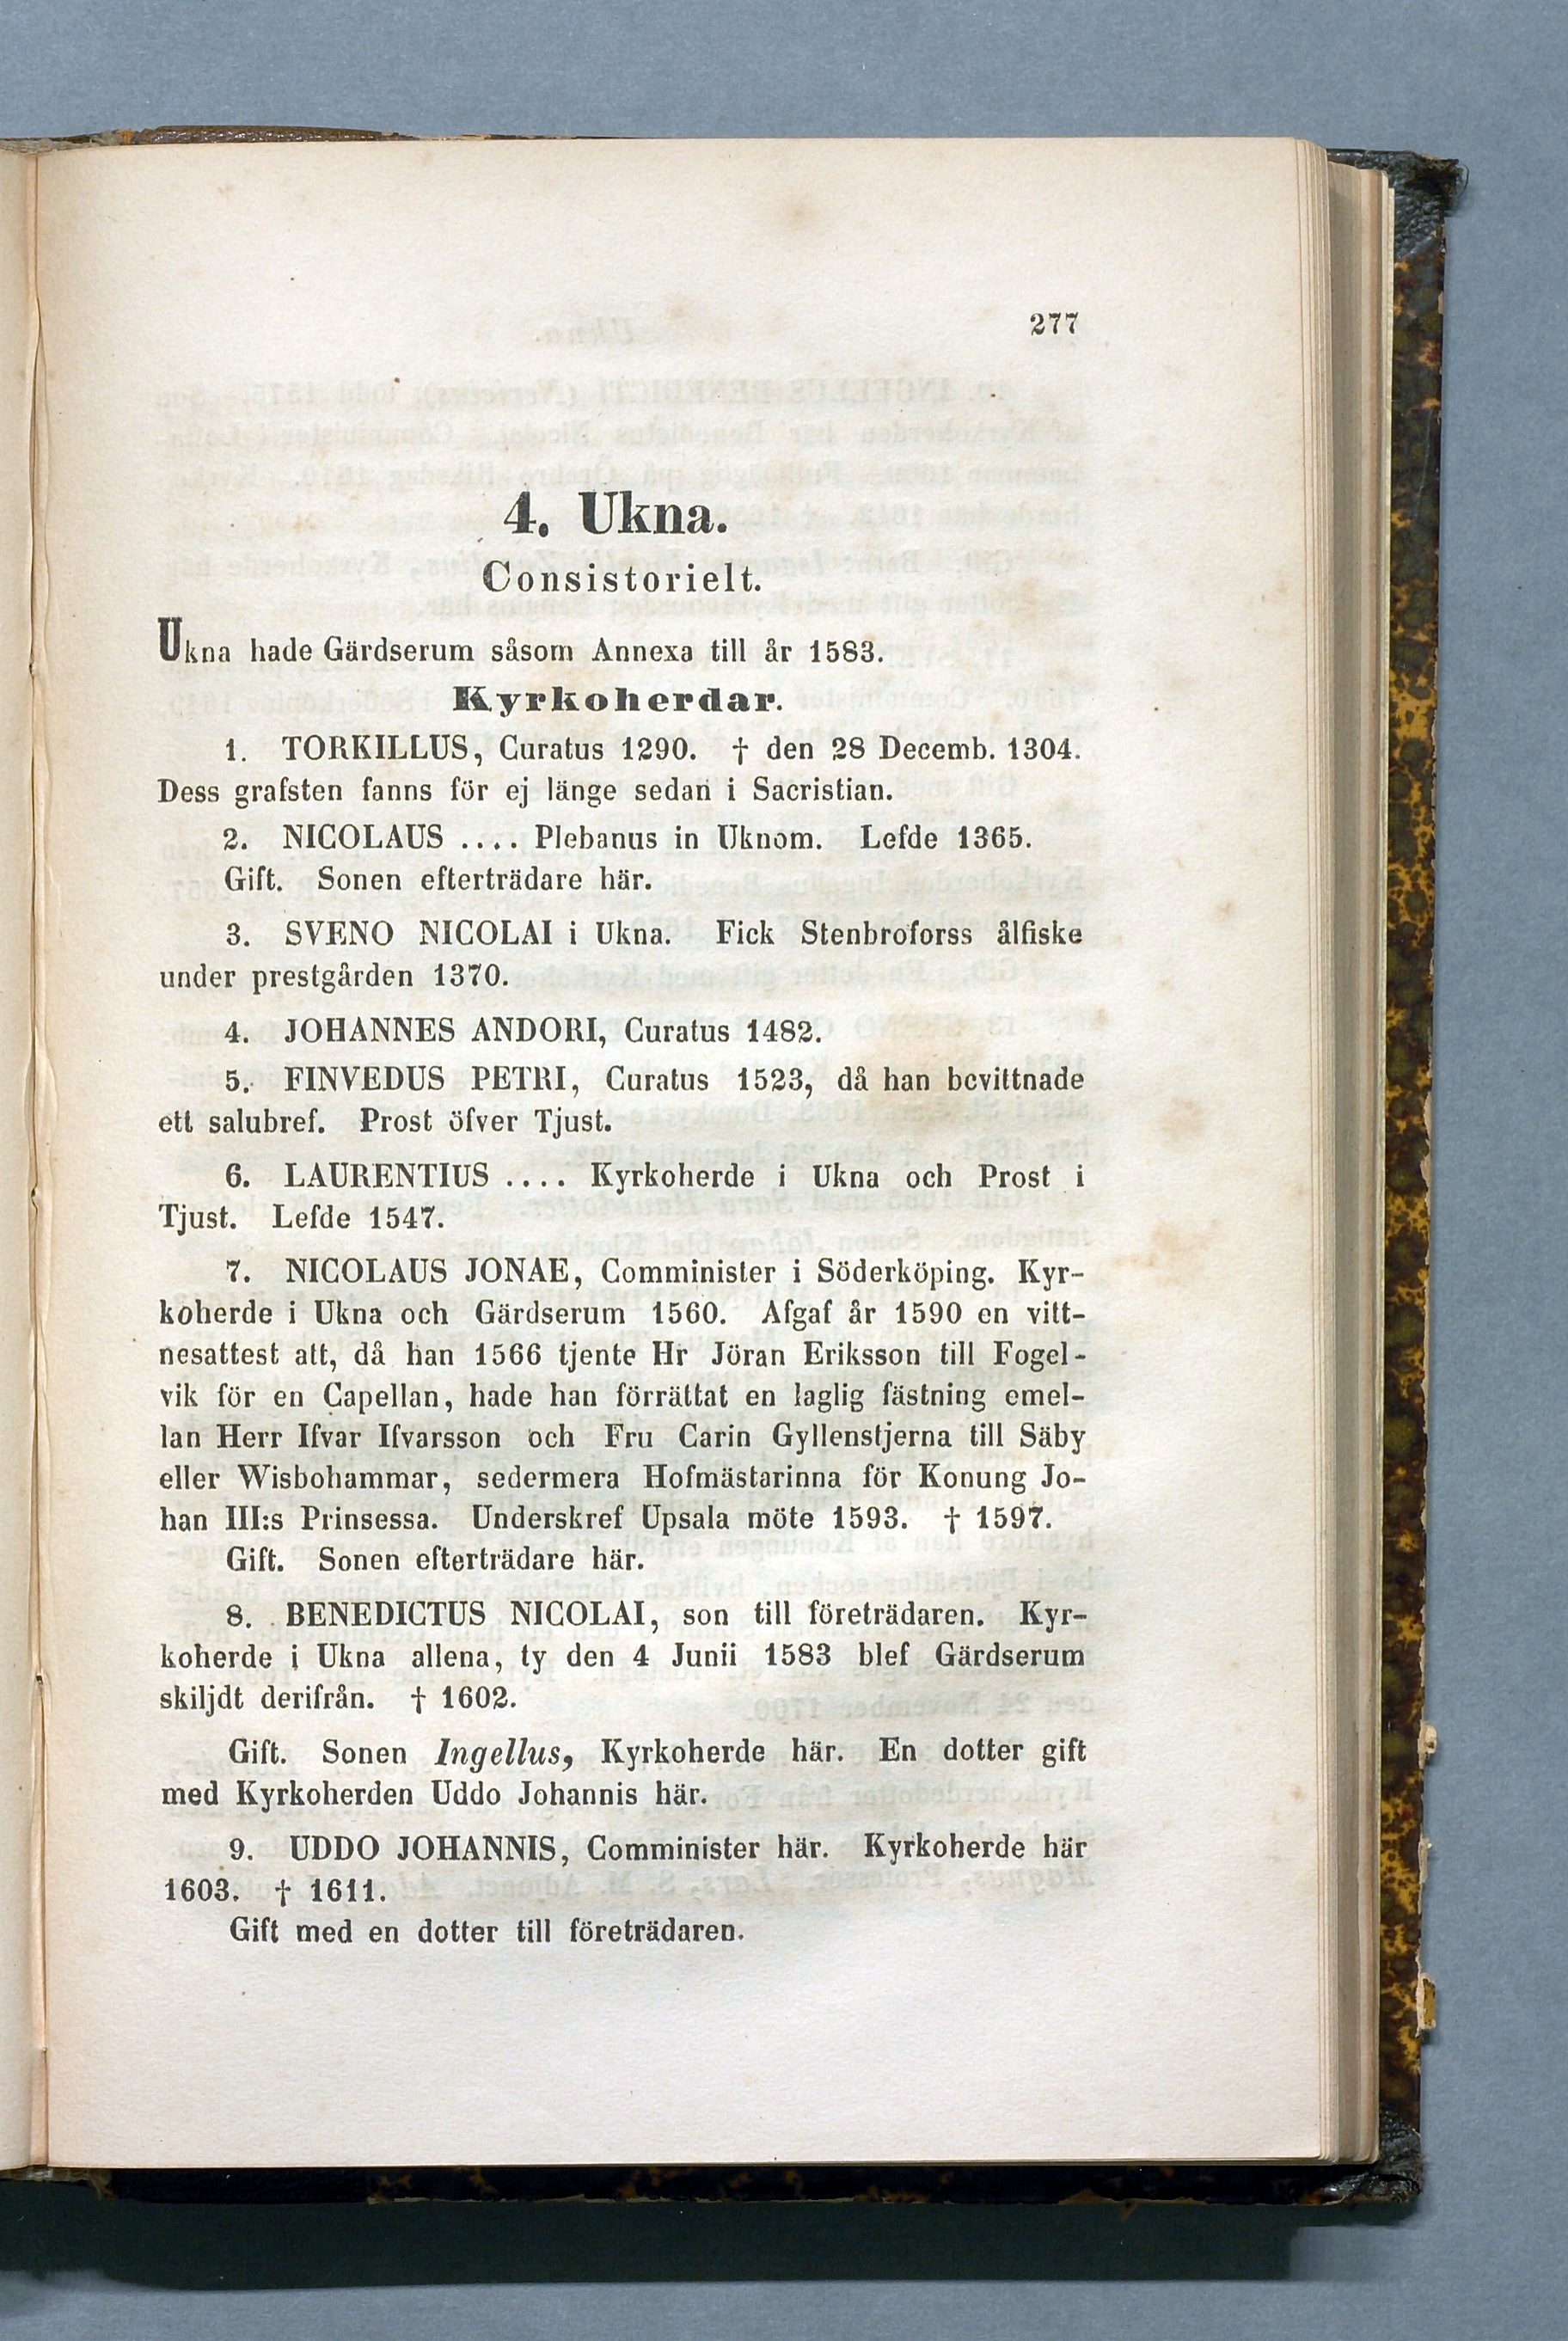 277
4. Ukna.
Consistorielt.
Ukna hade Gärdserum såsom Annexa till år 1583.
Kyrkoherdar.
1. TORKILLUS, Curatus 1290. † den 28 Decemb. 1304.
Dess grafsten fanns för ej länge sedan i Sacristian.
2. NICOLAUS .... Plebanus in Uknom. Lefde 1365.
Gift. Sonen efterträdare här.
3. SVENO NICOLAI i Ukna. Fick Stenbroforss ålfiske
under prestgården 1370.
4. JOHANNES ANDORI, Curatus 1482.
5. FINVEDUS PETRI, Curatus 1523, då han bevittnade
ett salubref. Prost öfver Tjust.
6. LAURENTIUS .... Kyrkoherde i Ukna och Prost i
Tjust. Lefde 1547.
7. NICOLAUS JONAE, Comminister i Söderköping. Kyr-
koherde i Ukna och Gärdserum 1560. Afgaf år 1590 en vitt-
nesattest att, då han 1566 tjente Hr Jöran Eriksson till Fogel-
vik för en Capellan, hade han förrättat en laglig fästning emel-
lan Herr Ifvar Ifvarsson och Fru Carin Gyllenstjerna till Säby
eller Wisbohammar, sedermera Hofmästarinna för Konung Jo-
han III:s Prinsessa. Underskref Upsala möte 1593. † 1597.
Gift. Sonen efterträdare här.
8. BENEDICTUS NICOLAI, son till företrädaren. Kyr-
koherde i Ukna allena, ty den 4 Junii 1583 blef Gärdserum
skiljdt derifrån. † 1602.
Gift. Sonen Ingellus, Kyrkoherde här. En dotter gift
med Kyrkoherden Uddo Johannis här.
9. UDDO JOHANNIS, Comminister här. Kyrkoherde här
1603. † 1611.
Gift med en dotter till företrädaren.